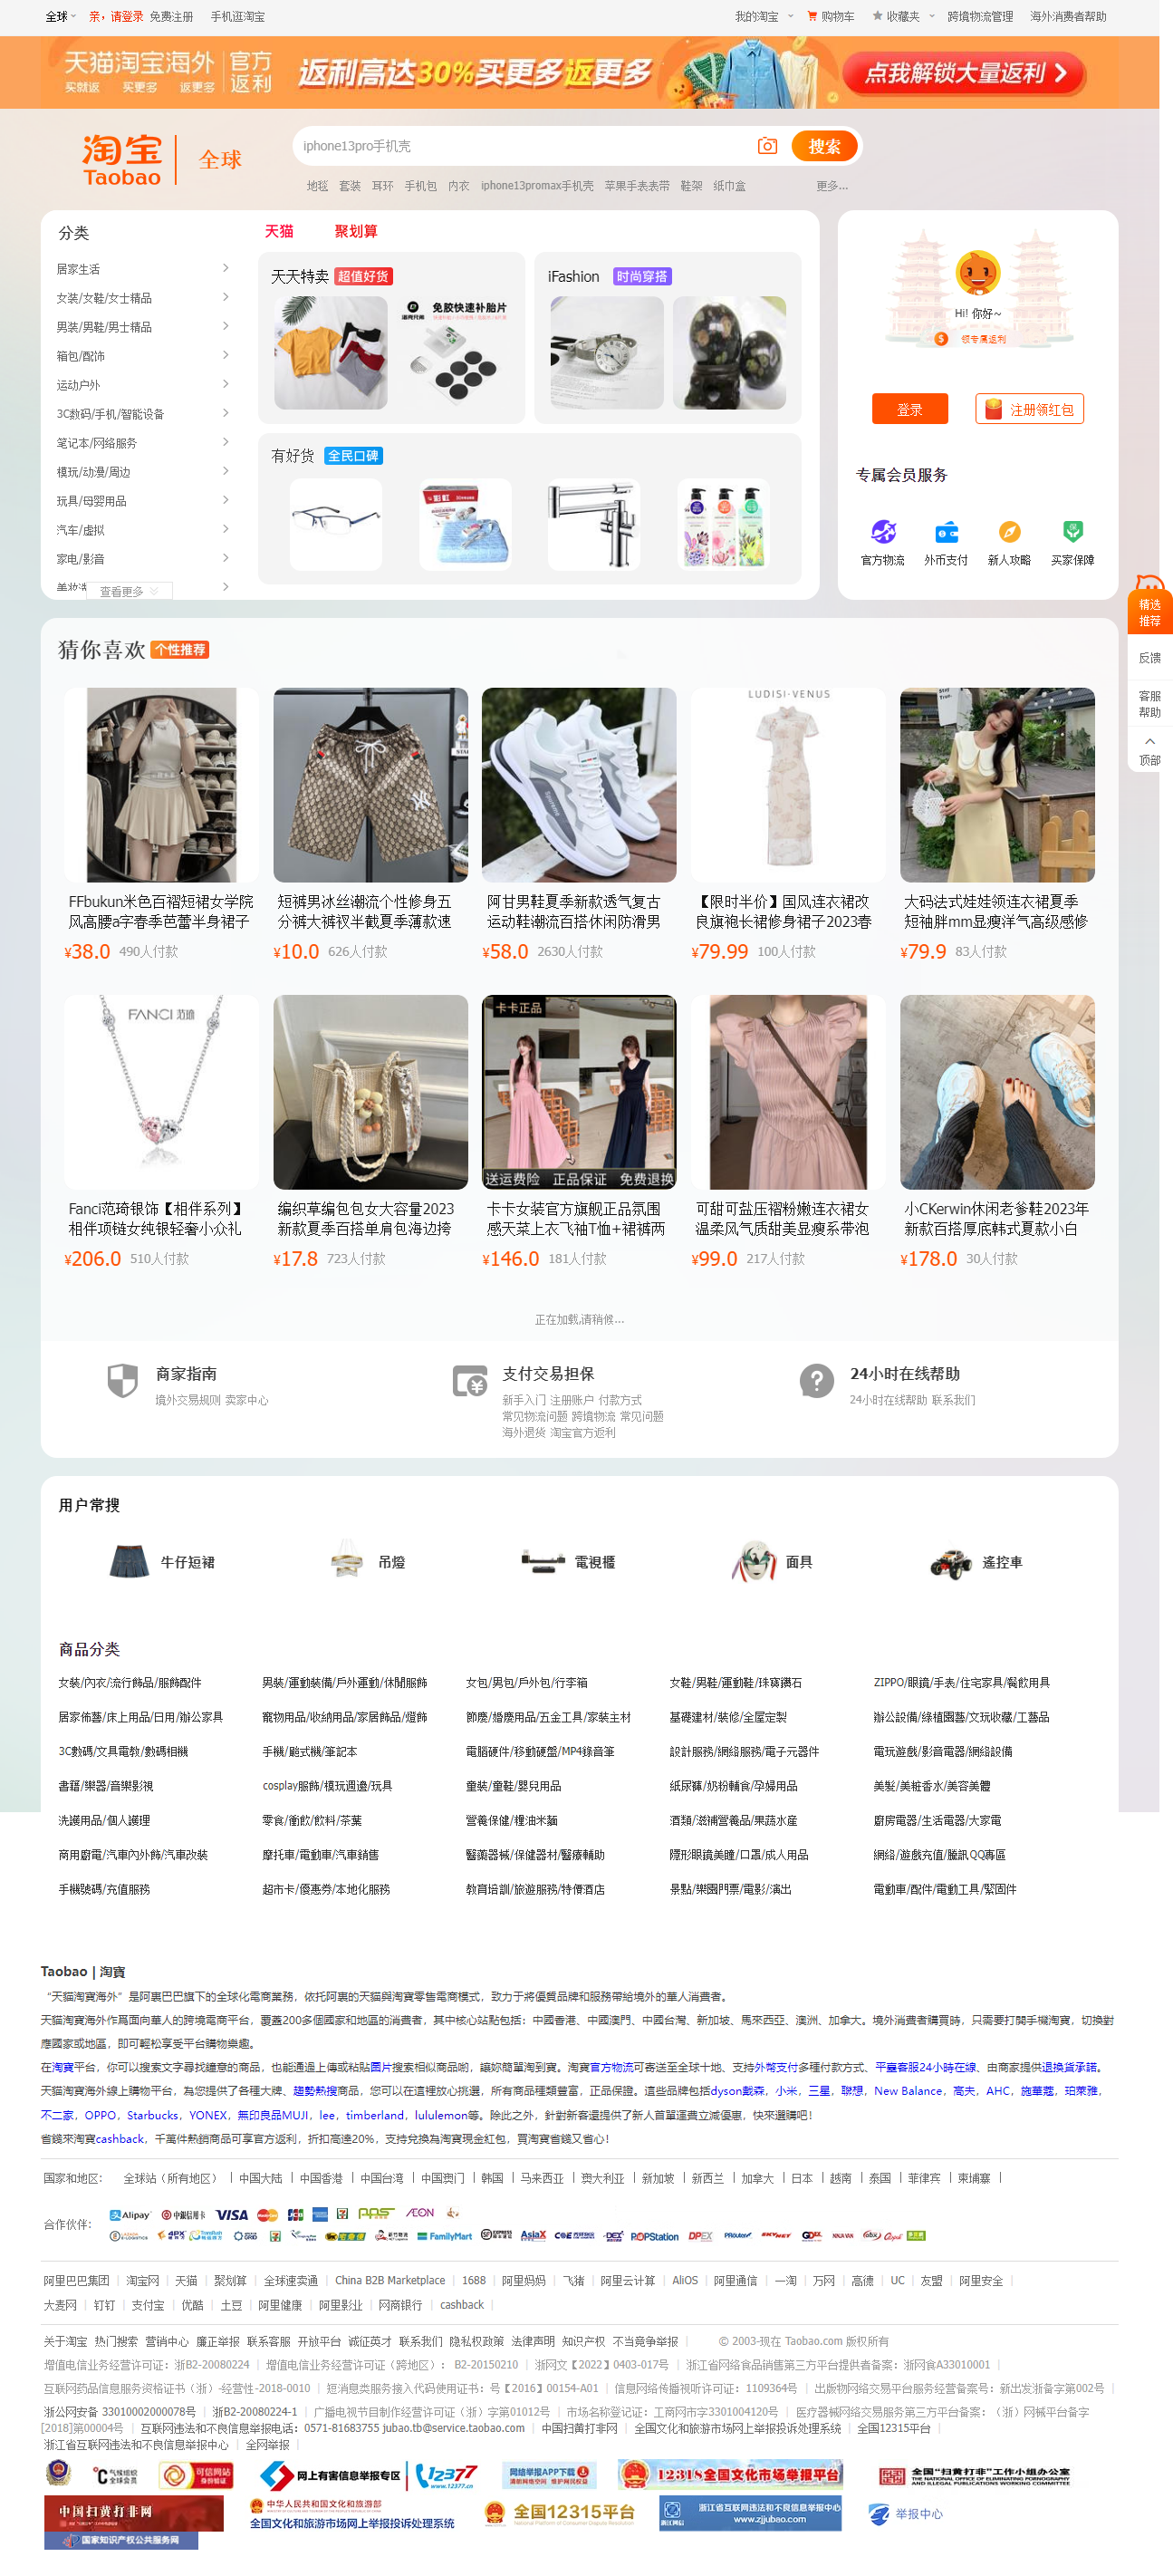 全球 亲，请登录 免费注册 手机逛淘宝 我的淘宝 购物车 收藏夹 跨境物流管理 海外消费者帮助
天猫淘宝海外 官方返利 买就返 买更多 返更多 返利高达30%买更多返更多 点我解锁大量返利
淘宝 Taobao 全球
iphone13pro手机壳 搜索
地毯 套装 耳环 手机包 内衣 iphone13promax手机壳 苹果手表表带 鞋架 纸巾盒 更多...
分类
天猫 聚划算
居家生活
女装/女鞋/女士精品
男装/男鞋/男士精品
箱包/配饰
运动户外
3C数码/手机/智能设备
笔记本/网络服务
模玩/动漫/周边
玩具/母婴用品
汽车/虚拟
家电/影音
查看更多
天天特卖 超值好货
免胶快速补胎片
iFashion 时尚穿搭
有好货 全民口碑
Hi! 你好~
领专属返利
登录 注册领红包
专属会员服务
官方物流 外币支付 新人攻略 买家保障
精选
推荐
反馈
客服
帮助
顶部
猜你喜欢 个性推荐
LUDISI-VENUS
FFbukun米色百褶短裙女学院
风高腰a字春季芭蕾半身裙子
¥38.0 490人付款
短裤男冰丝潮流个性修身五
分裤大裤衩半截夏季薄款速
¥10.0 626人付款
阿甘男鞋夏季新款透气复古
运动鞋潮流百搭休闲防滑男
¥58.0 2630人付款
【限时半价】国风连衣裙改
良旗袍长裙修身裙子2023春
¥79.99 100人付款
大码法式娃娃领连衣裙夏季
短袖胖mm显瘦洋气高级感修
¥79.9 83人付款
FANCI 范琦
卡卡正品
送运费险 正品保证 免费退换
Fanci范琦银饰【相伴系列】
相伴项链女纯银轻奢小众礼
¥206.0 510人付款
编织草编包包女大容量2023
新款夏季百搭单肩包海边挎
¥17.8 723人付款
卡卡女装官方旗舰正品氛围
感天菜上衣飞袖T恤+裙裤两
¥146.0 181人付款
可甜可盐压褶粉嫩连衣裙女
温柔风气质甜美显瘦系带泡
¥99.0 217人付款
小CKerwin休闲老爹鞋2023年
新款百搭厚底韩式夏款小白
¥178.0 30人付款
正在加载,请稍候...
商家指南
境外交易规则 卖家中心
支付交易担保
新手入门 注册账户 付款方式
常见物流问题 跨境物流 常见问题
海外退货 淘宝官方返利
24小时在线帮助
24小时在线帮助 联系我们
用户常搜
牛仔短裙 吊燈 電視櫃 面具 遙控車
商品分类
女裝/內衣/流行飾品/服飾配件 男裝/運動裝備/戶外運動/休閒服飾 女包/男包/戶外包/行李箱 女鞋/男鞋/運動鞋/珠寶鑽石 ZIPPO/眼鏡/手表/住宅家具/餐飲用具
居家佈藝/床上用品/日用/辦公家具 寵物用品/收納用品/家居飾品/燈飾 節慶/婚慶用品/五金工具/家裝主材 基礎建材/裝修/全屋定製 辦公設備/綠植園藝/文玩收藏/工藝品
3C數碼/文具電教/數碼相機 手機/颱式機/筆記本 電腦硬件/移動硬盤/MP4錄音筆 設計服務/網絡服務/電子元器件 電玩遊戲/影音電器/網絡設備
書籍/樂器/音樂影視 cosplay服飾/模玩週邊/玩具 童裝/童鞋/嬰兒用品 紙尿褲/奶粉輔食/孕婦用品 美髮/美粧香水/美容美體
洗護用品/個人護理 零食/衝飲/飲料/茶葉 營養保健/糧油米麵 酒類/滋補營養品/果蔬水産 廚房電器/生活電器/大家電
商用廚電/汽車內外飾/汽車改裝 摩托車/電動車/汽車銷售 醫藥器械/保健器材/醫療輔助 隱形眼鏡美瞳/口罩/成人用品 網絡/遊戲充值/騰訊QQ專區
手機號碼/充值服務 超市卡/優惠券/本地化服務 教育培訓/旅遊服務/特價酒店 景點/樂園門票/電影/演出 電動車/配件/電動工具/緊固件
Taobao | 淘寶
“天猫淘寶海外”是阿裏巴巴旗下的全球化電商業務，依托阿裏的天猫與淘寶零售電商模式，致力于將優質品牌和服務帶給境外的華人消費者。
天猫淘寶海外作爲面向華人的跨境電商平台，覆蓋200多個國家和地區的消費者，其中核心站點包括：中國香港、中國澳門、中國台灣、新加坡、馬來西亞、澳洲、加拿大。境外消費者購買時，只需要打開手機淘寶，切換對
應國家或地區，即可輕松享受平台購物樂趣。
在淘寶平台，你可以搜索文字尋找鍾意的商品，也能通過上傳或粘貼圖片搜索相似商品喲，讓妳簡單淘到寶。淘寶官方物流可寄送至全球十地、支持外幣支付多種付款方式、平臺客服24小時在線、由商家提供退換貨承諾。
天猫淘寶海外線上購物平台，為您提供了各種大牌、趨勢熱搜商品，您可以在這裡放心挑選，所有商品種類豐富，正品保證。這些品牌包括dyson戴森，小米，三星，聯想，New Balance，高夫，AHC，施華蔻，珀萊雅，
不二家，OPPO，Starbucks，YONEX，無印良品MUJI，lee，timberland，lululemon等。除此之外，針對新客還提供了新人首單運費立減優惠，快來選購吧！
省錢來淘寶cashback，千萬件熱銷商品可享官方返利，折扣高達20%，支持兌換為淘寶現金紅包，買淘寶省錢又省心！
国家和地区： 全球站（所有地区） 中国大陆 中国香港 中国台湾 中国澳门 韩国 马来西亚 澳大利亚 新加坡 新西兰 加拿大 日本 越南 泰国 菲律宾 柬埔寨
合作伙伴： Alipay 中國信託 VISA MasterCard JCB AEON
FamilyMart AsiaX POPStation DPEX SKYNET
阿里巴巴集团 淘宝网 天猫 聚划算 全球速卖通 China B2B Marketplace 1688 阿里妈妈 飞猪 阿里云计算 AliOS 阿里通信 一淘 万网 高德 UC 友盟 阿里安全
大麦网 钉钉 支付宝 优酷 土豆 阿里健康 阿里影业 网商银行 cashback
关于淘宝 热门搜索 营销中心 廉正举报 联系客服 开放平台 诚征英才 联系我们 隐私权政策 法律声明 知识产权 不当竞争举报 © 2003-现在 Taobao.com 版权所有
增值电信业务经营许可证：浙B2-20080224 增值电信业务经营许可证（跨地区）：B2-20150210 浙网文【2022】0403-017号 浙江省网络食品销售第三方平台提供者备案：浙网食A33010001
互联网药品信息服务资格证书（浙）-经营性-2018-0010 短消息类服务接入代码使用证书：号【2016】00154-A01 信息网络传播视听许可证：1109364号 出版物网络交易平台服务经营备案号：新出发浙备字第002号
浙公网安备 33010002000078号 浙B2-20080224-1 广播电视节目制作经营许可证（浙）字第01012号 市场名称登记证：工商网市字3301004120号 医疗器械网络交易服务第三方平台备案：（浙）网械平台备字
[2018]第00004号 互联网违法和不良信息举报电话：0571-81683755 jubao.tb@service.taobao.com 中国扫黄打非网 全国文化和旅游市场网上举报投诉处理系统 全国12315平台
浙江省互联网违法和不良信息举报中心 全网举报
气候组织 全球会员 可信网站 身份验证 网上有害信息举报专区 12377 www.12377.cn 网络举报APP下载 清朗网络空间 维护网民权益 12318全国文化市场举报平台 全国“扫黄打非”工作小组办公室
中国扫黄打非网 中华人民共和国文化和旅游部 全国文化和旅游市场网上举报投诉处理系统 全国12315平台 浙江省互联网违法和不良信息举报中心 www.zjjubao.com 举报中心
国家知识产权公共服务网